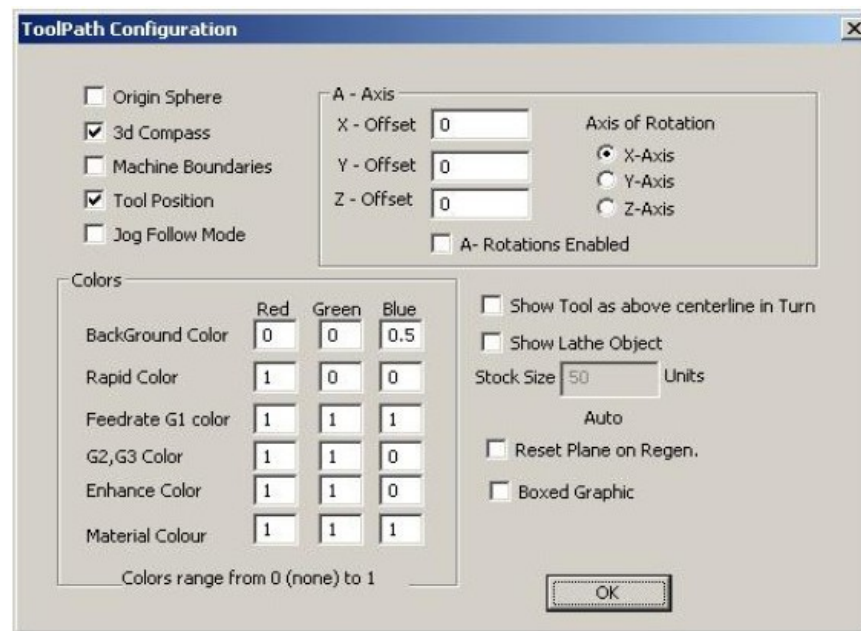 ToolPath Configuration
Origin Sphere
3d Compass
Machine Boundaries
Tool Position
Jog Follow Mode
A - Axis
X - Offset 0
Y - Offset 0
Z - Offset 0
Axis of Rotation
X-Axis
Y-Axis
Z-Axis
A- Rotations Enabled
Colors
Red Green Blue
BackGround Color 0 0 0.5
Rapid Color 1 0 0
Feedrate G1 color 1 1 1
G2,G3 Color 1 1 0
Enhance Color 1 1 0
Material Colour 1 1 1
Colors range from 0 (none) to 1
Show Tool as above centerline in Turn
Show Lathe Object
Stock Size 50 Units
Auto
Reset Plane on Regen.
Boxed Graphic
OK